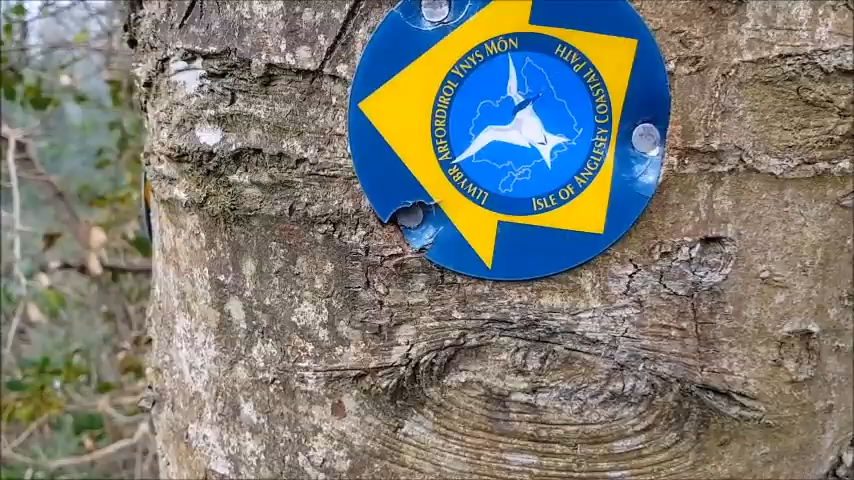 LLWYBR ARFORDIROL YNYS MÔN
ISLE OF ANGLESEY COASTAL PATH